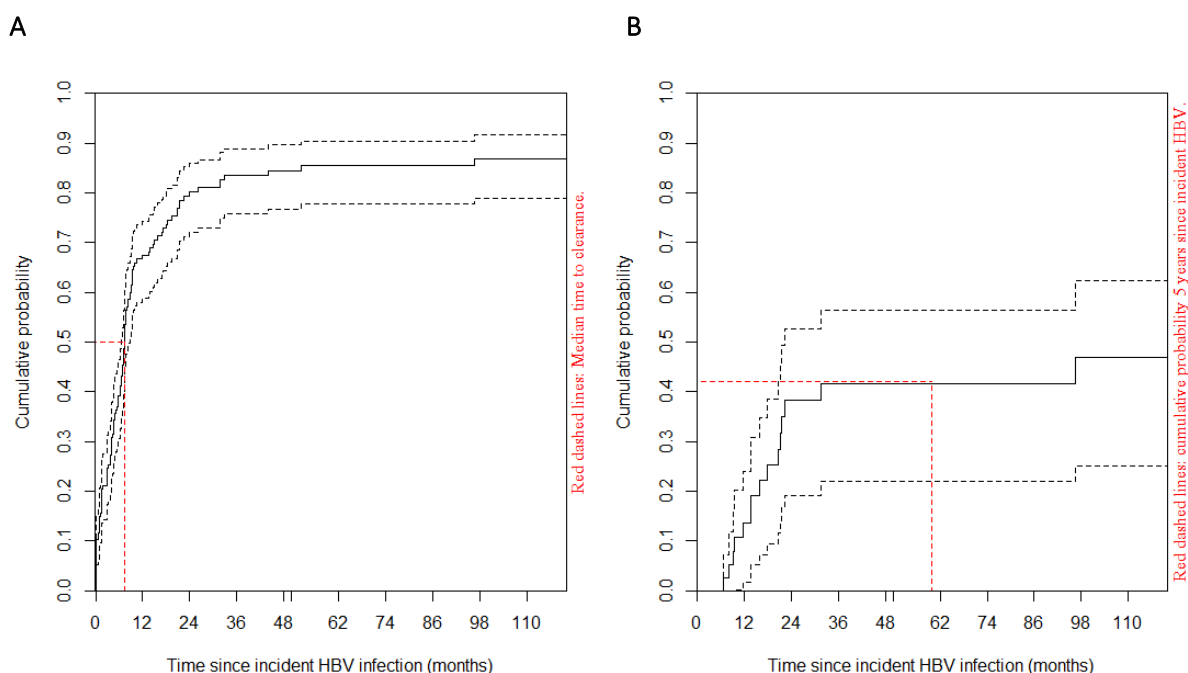 A
B
Cumulative probability
0.0 0.1 0.2 0.3 0.4 0.5 0.6 0.7 0.8 0.9 1.0
0 12 24 36 48 62 74 86 98 110
Time since incident HBV infection (months)
Red dashed lines: Median time to clearance.
Cumulative probability
0.0 0.1 0.2 0.3 0.4 0.5 0.6 0.7 0.8 0.9 1.0
0 12 24 36 48 62 74 86 98 110
Time since incident HBV infection (months)
Red dashed lines: cumulative probability 5 years since incident HBV.